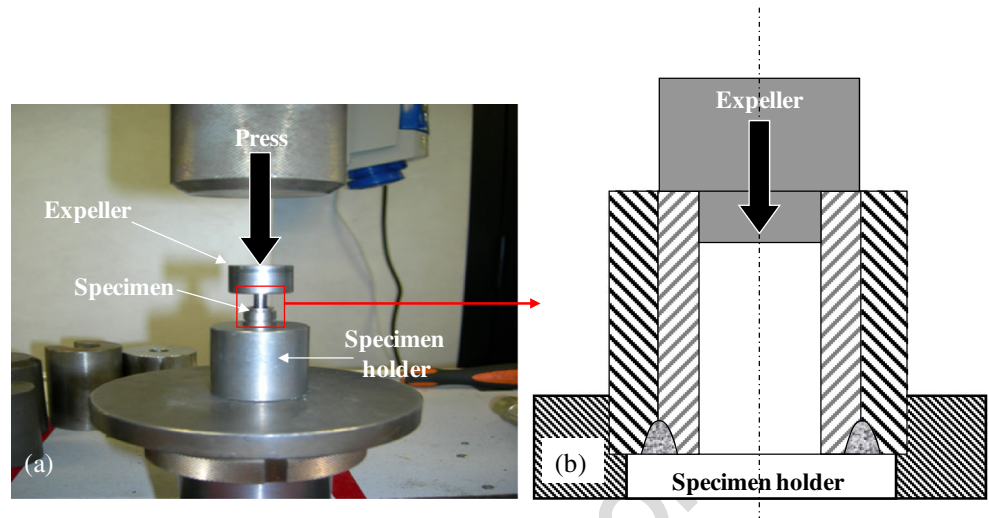 Press
Expeller
Specimen
Specimen
holder
(a)
Expeller
(b)
Specimen holder